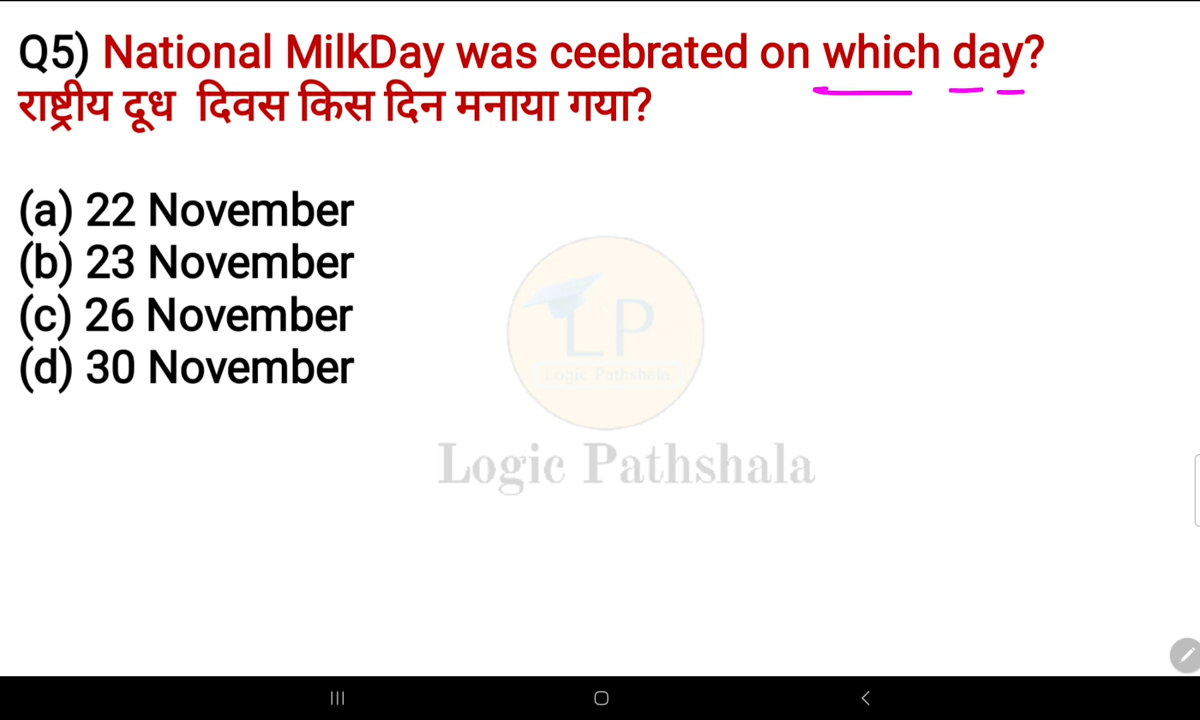 Q5) National MilkDay was ceebrated on which day?
राष्ट्रीय दूध दिवस किस दिन मनाया गया?
(a) 22 November
(b) 23 November
(c) 26 November
(d) 30 November
LP
Logic Pathshala
Logic Pathshala